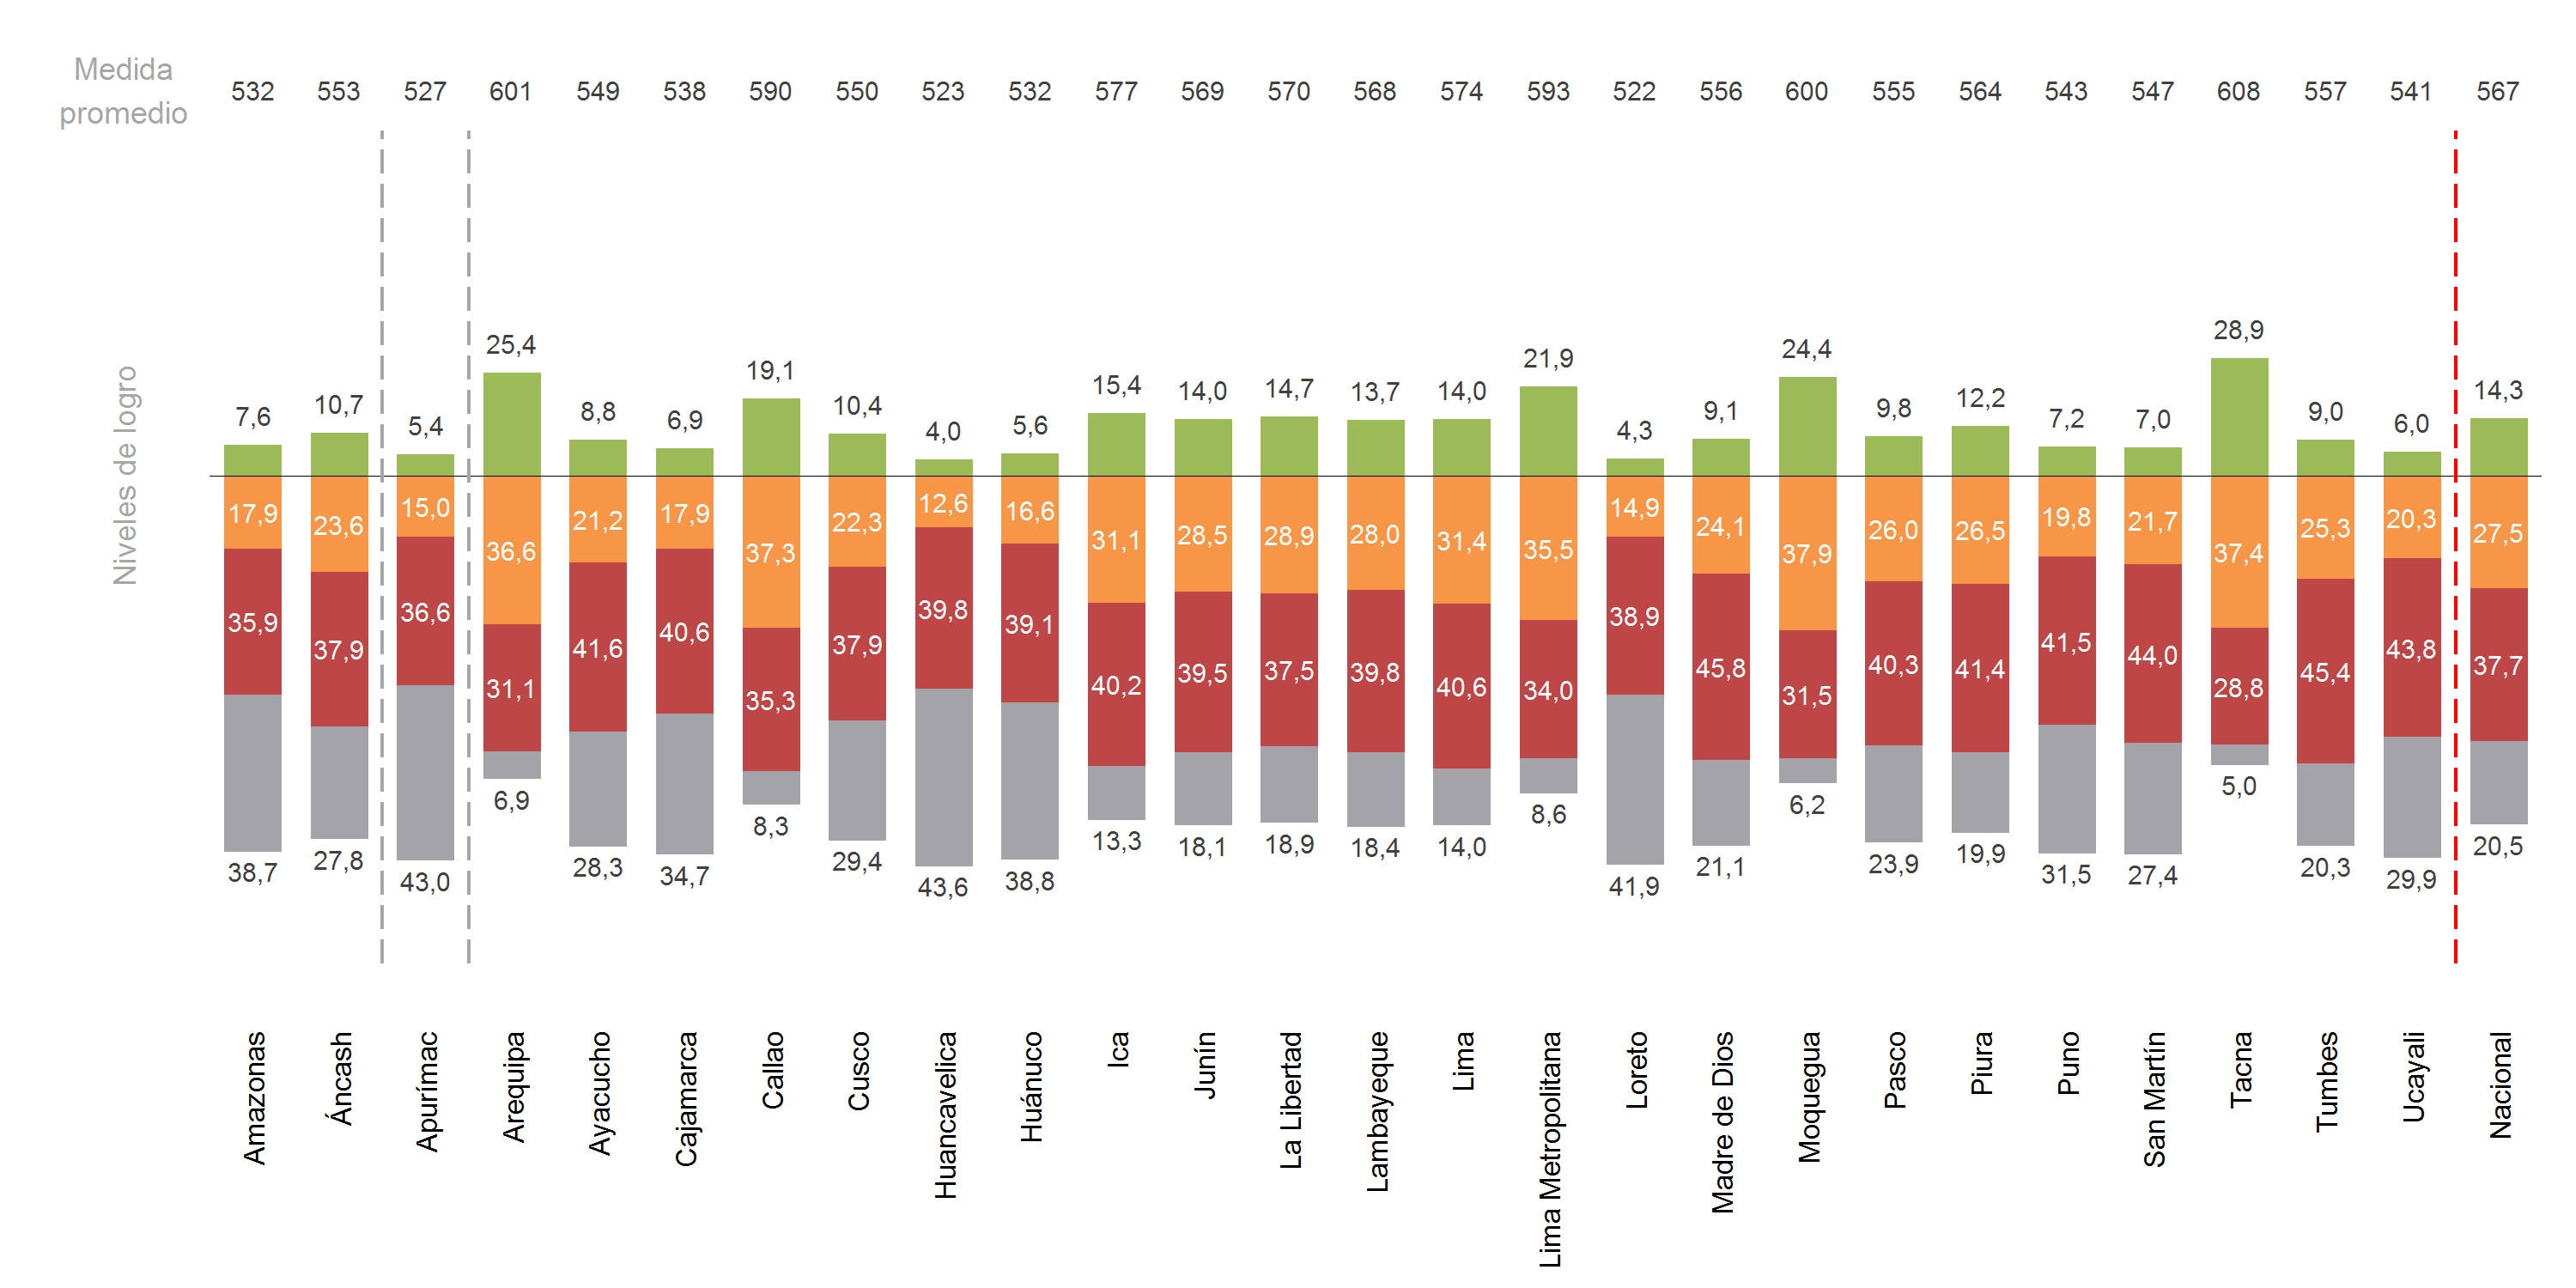 Medida
promedio
532 553 527 601 549 538 590 550 523 532 577 569 570 568 574 593 522 556 600 555 564 543 547 608 557 541 567
Niveles de logro
7,6 10,7 5,4 25,4 8,8 6,9 19,1 10,4 4,0 5,6 15,4 14,0 14,7 13,7 14,0 21,9 4,3 9,1 24,4 9,8 12,2 7,2 7,0 28,9 9,0 6,0 14,3
17,9 23,6 15,0 36,6 21,2 17,9 37,3 22,3 12,6 16,6 31,1 28,5 28,9 28,0 31,4 35,5 14,9 24,1 37,9 26,0 26,5 19,8 21,7 37,4 25,3 20,3 27,5
35,9 37,9 36,6 31,1 41,6 40,6 35,3 37,9 39,8 39,1 40,2 39,5 37,5 39,8 40,6 34,0 38,9 45,8 31,5 40,3 41,4 41,5 44,0 28,8 45,4 43,8 37,7
38,7 27,8 43,0 6,9 28,3 34,7 8,3 29,4 43,6 38,8 13,3 18,1 18,9 18,4 14,0 8,6 41,9 21,1 6,2 23,9 19,9 31,5 27,4 5,0 20,3 29,9 20,5
Amazonas
Áncash
Apurímac
Arequipa
Ayacucho
Cajamarca
Callao
Cusco
Huancavelica
Huánuco
Ica
Junín
La Libertad
Lambayeque
Lima
Lima Metropolitana
Loreto
Madre de Dios
Moquegua
Pasco
Piura
Puno
San Martín
Tacna
Tumbes
Ucayali
Nacional